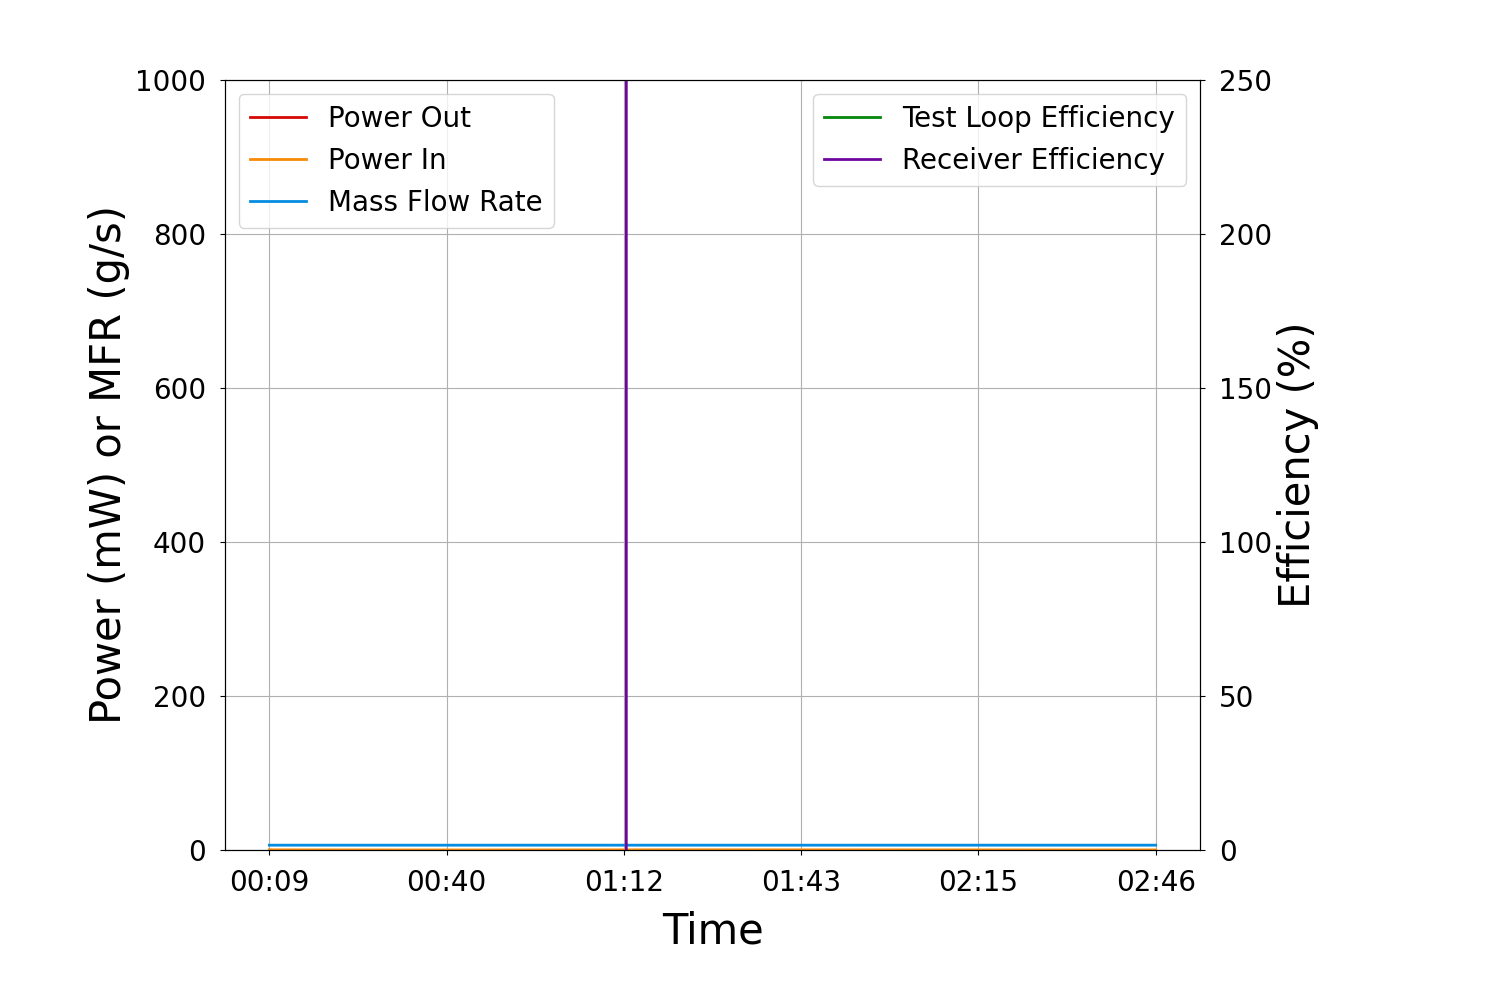 1000
800
600
400
200
0
Power (mW) or MFR (g/s)
Power Out
Power In
Mass Flow Rate
Test Loop Efficiency
Receiver Efficiency
250
200
150
100
50
0
Efficiency (%)
00:09 00:40 01:12 01:43 02:15 02:46
Time